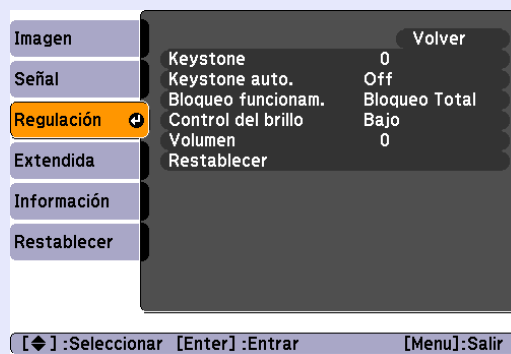 Imagen
Señal
Regulación
Extendida
Información
Restablecer
Volver
Keystone 0
Keystone auto. Off
Bloqueo funcionam. Bloqueo Total
Control del brillo Bajo
Volumen 0
Restablecer
[◆] :Seleccionar [Enter] :Entrar [Menu]:Salir